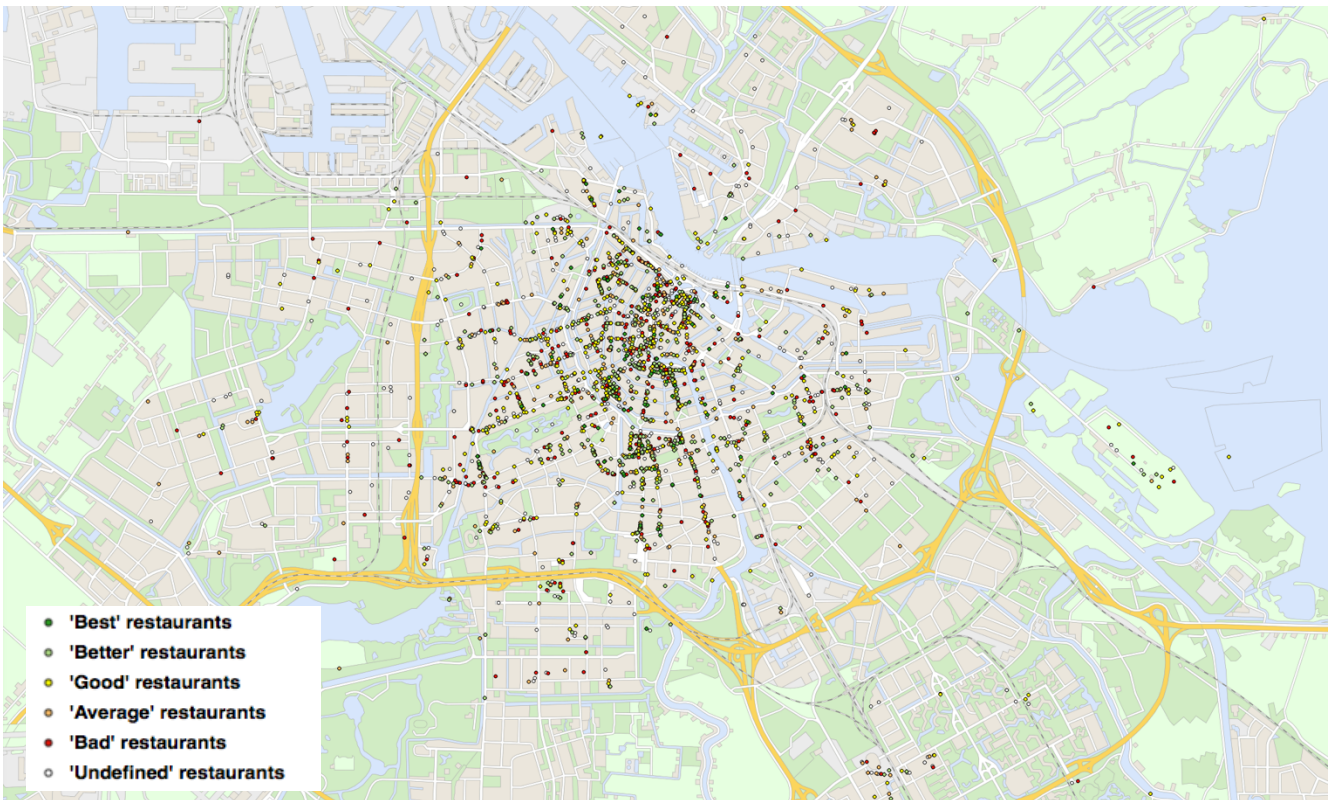 'Best' restaurants
'Better' restaurants
'Good' restaurants
'Average' restaurants
'Bad' restaurants
'Undefined' restaurants